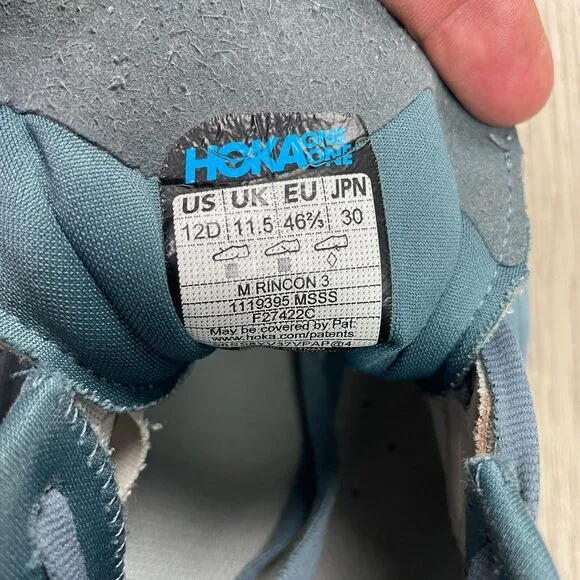 HOKA ONE ONE
US UK EU JPN
12D 11.5 46⅔ 30
M RINCON 3
1119395 MSSS
F27422C
May be covered by Pat.
www.hoka.com/patents.